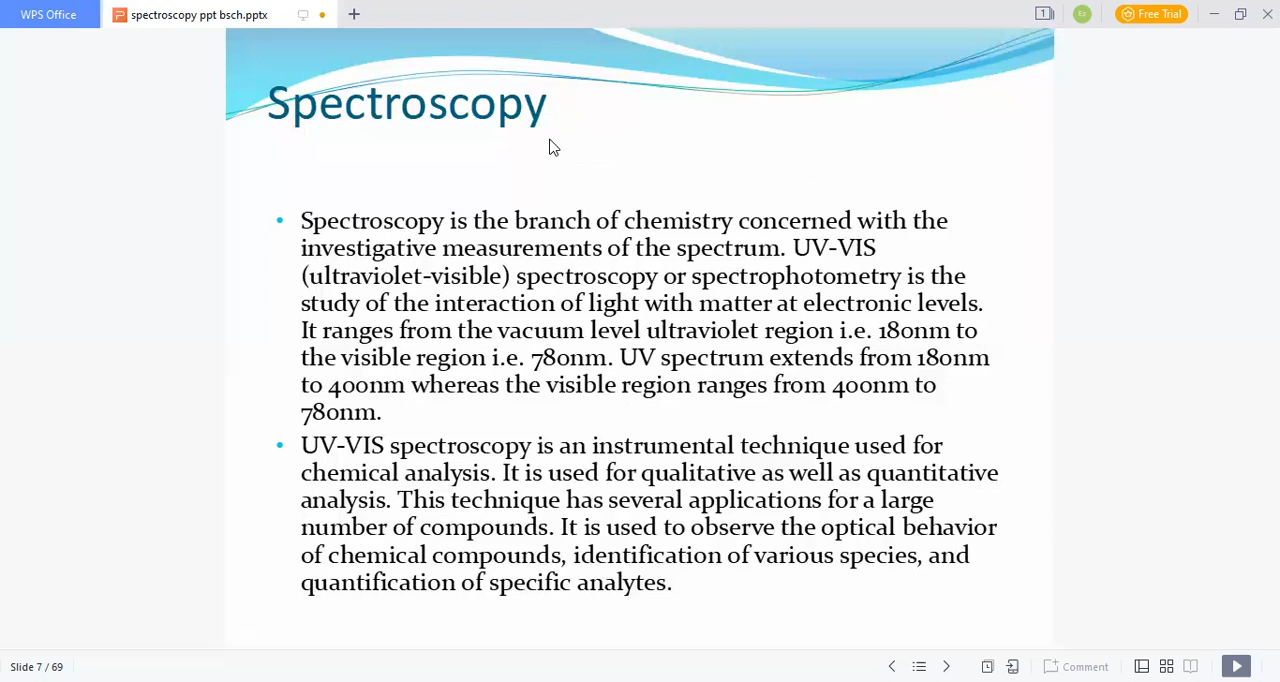 WPS Office
spectroscopy ppt bsch.pptx
1
Free Trial
Spectroscopy
• Spectroscopy is the branch of chemistry concerned with the
investigative measurements of the spectrum. UV-VIS
(ultraviolet-visible) spectroscopy or spectrophotometry is the
study of the interaction of light with matter at electronic levels.
It ranges from the vacuum level ultraviolet region i.e. 180nm to
the visible region i.e. 780nm. UV spectrum extends from 180nm
to 400nm whereas the visible region ranges from 400nm to
780nm.
• UV-VIS spectroscopy is an instrumental technique used for
chemical analysis. It is used for qualitative as well as quantitative
analysis. This technique has several applications for a large
number of compounds. It is used to observe the optical behavior
of chemical compounds, identification of various species, and
quantification of specific analytes.
Slide 7 / 69
Comment